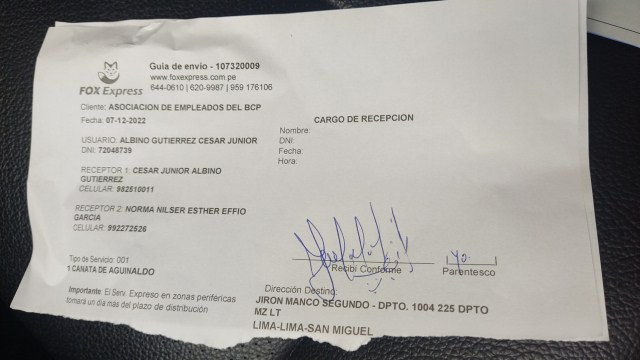 FOX Express
Guía de envio - 107320009
www.foxexpress.com.pe
644-0610 | 620-9987 | 959 176106
Cliente: ASOCIACION DE EMPLEADOS DEL BCP
Fecha: 07-12-2022
USUARIO: ALBINO GUTIERREZ CESAR JUNIOR
DNI: 72048739
RECEPTOR 1: CESAR JUNIOR ALBINO
GUTIERREZ
CELULAR: 982510011
RECEPTOR 2: NORMA NILSER ESTHER EFFIO
GARCIA
CELULAR: 992272526
Tipo de Servicio: 001
1 CANATA DE AGUINALDO
Importante: El Serv. Expreso en zonas perifericas
tomará un día más del plazo de distribución
CARGO DE RECEPCION
Nombre:
DNI
Fecha:
Hora:
Recibí Conforme
yo.
Parentesco
Dirección Destino:
JIRON MANCO SEGUNDO - DPTO. 1004 225 DPTO
MZ LT
LIMA-LIMA-SAN MIGUEL